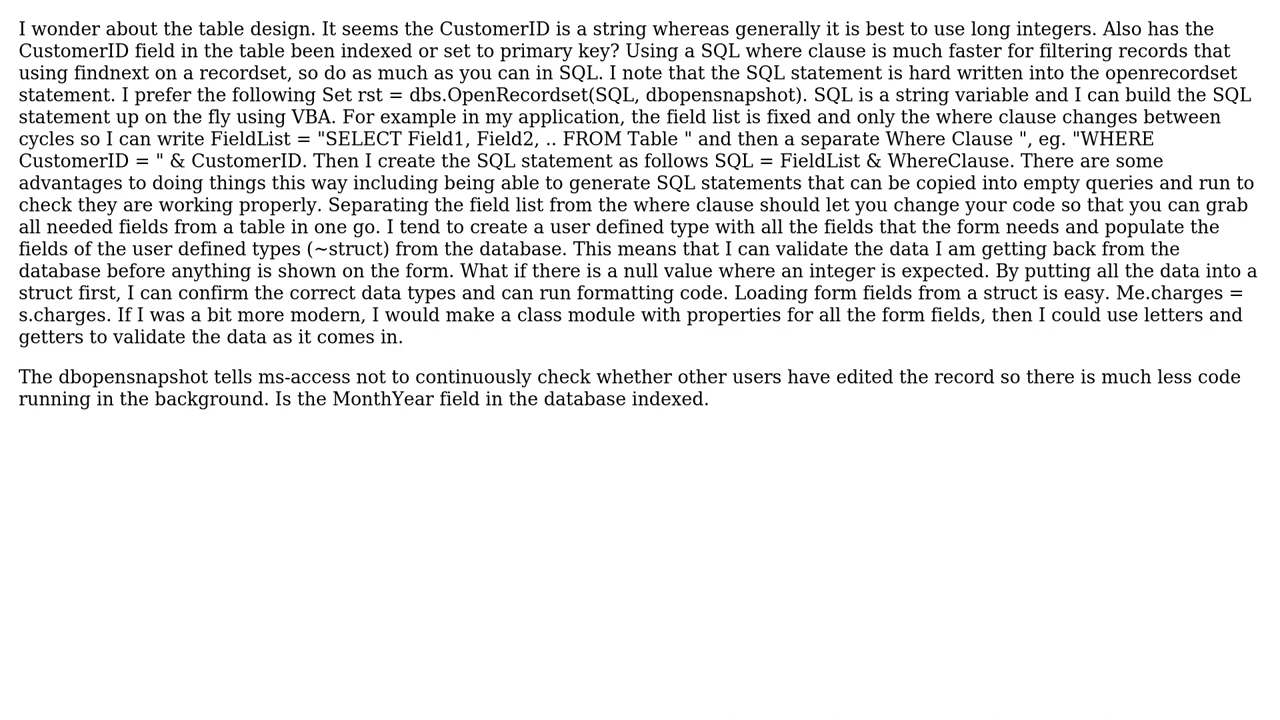 I wonder about the table design. It seems the CustomerID is a string whereas generally it is best to use long integers. Also has the
CustomerID field in the table been indexed or set to primary key? Using a SQL where clause is much faster for filtering records that
using findnext on a recordset, so do as much as you can in SQL. I note that the SQL statement is hard written into the openrecordset
statement. I prefer the following Set rst = dbs.OpenRecordset(SQL, dbopensnapshot). SQL is a string variable and I can build the SQL
statement up on the fly using VBA. For example in my application, the field list is fixed and only the where clause changes between
cycles so I can write FieldList = "SELECT Field1, Field2, .. FROM Table " and then a separate Where Clause ", eg. "WHERE
CustomerID = " & CustomerID. Then I create the SQL statement as follows SQL = FieldList & WhereClause. There are some
advantages to doing things this way including being able to generate SQL statements that can be copied into empty queries and run to
check they are working properly. Separating the field list from the where clause should let you change your code so that you can grab
all needed fields from a table in one go. I tend to create a user defined type with all the fields that the form needs and populate the
fields of the user defined types (~struct) from the database. This means that I can validate the data I am getting back from the
database before anything is shown on the form. What if there is a null value where an integer is expected. By putting all the data into a
struct first, I can confirm the correct data types and can run formatting code. Loading form fields from a struct is easy. Me.charges =
s.charges. If I was a bit more modern, I would make a class module with properties for all the form fields, then I could use letters and
getters to validate the data as it comes in.
The dbopensnapshot tells ms-access not to continuously check whether other users have edited the record so there is much less code
running in the background. Is the MonthYear field in the database indexed.